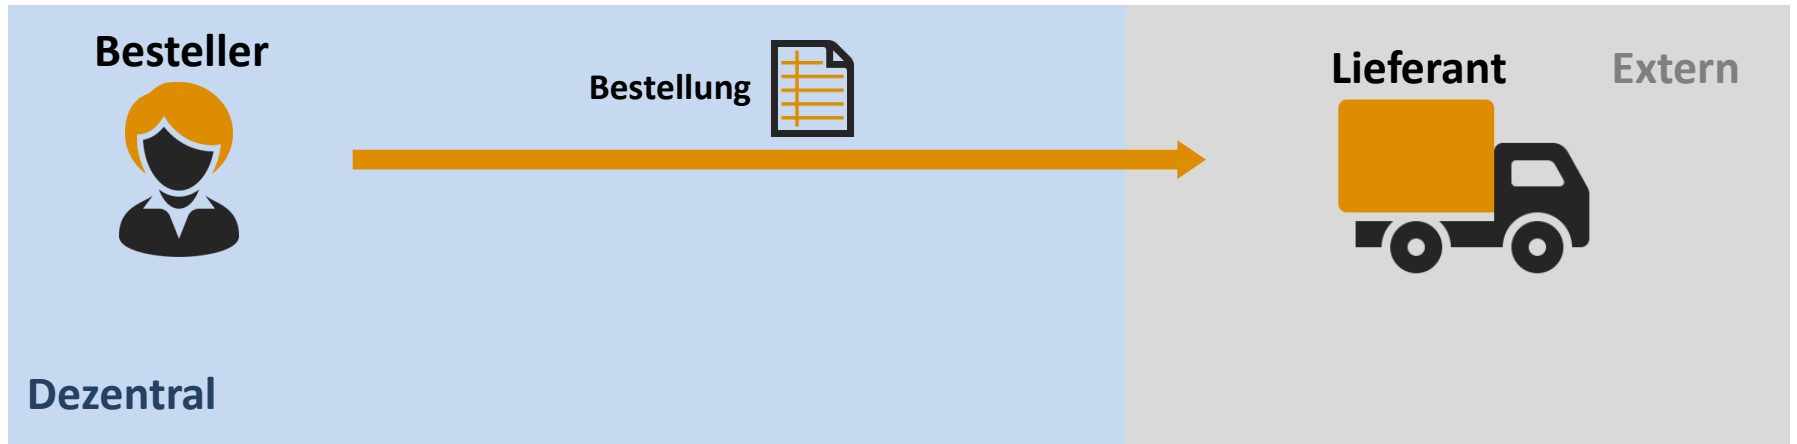 Besteller
Bestellung
Lieferant
Extern
Dezentral